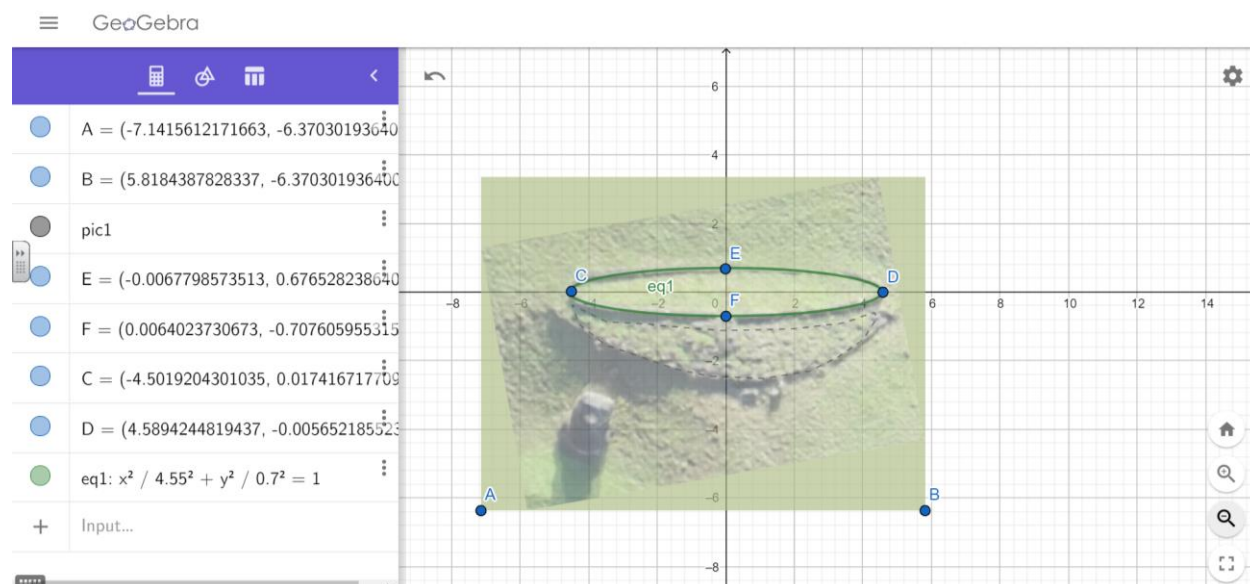 GeoGebra
A = (-7.1415612171663, -6.37030193640
B = (5.8184387828337, -6.370301936400
pic1
E = (-0.0067798573513, 0.676528238640
F = (0.0064023730673, -0.707605955315
C = (-4.5019204301035, 0.017416717709
D = (4.5894244819437, -0.005652185523
eq1: x² / 4.55² + y² / 0.7² = 1
+ Input...
6
4
2
E
C
D
eq1
F
-8 -6 -4 -2 0 2 4 6 8 10 12 14
-2
-4
-6
A
B
-8